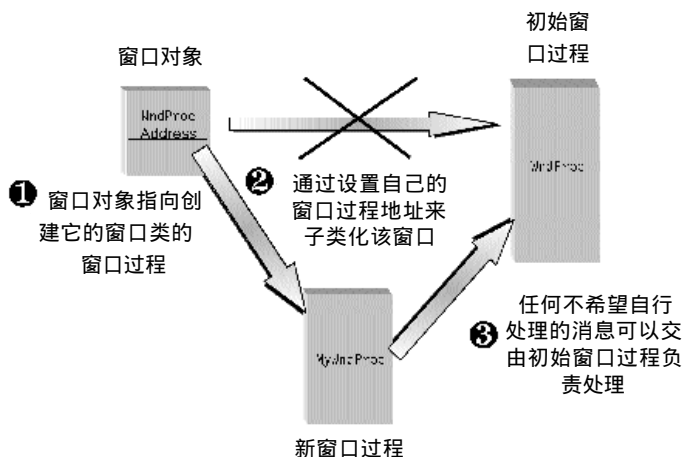 初始窗
口过程
窗口对象
WndProc
Address
WndProc
❶ 窗口对象指向创
建它的窗口类的
窗口过程
❷ 通过设置自己的
窗口过程地址来
子类化该窗口
MyWndProc
❸ 任何不希望自行
处理的消息可以交
由初始窗口过程负
责处理
新窗口过程